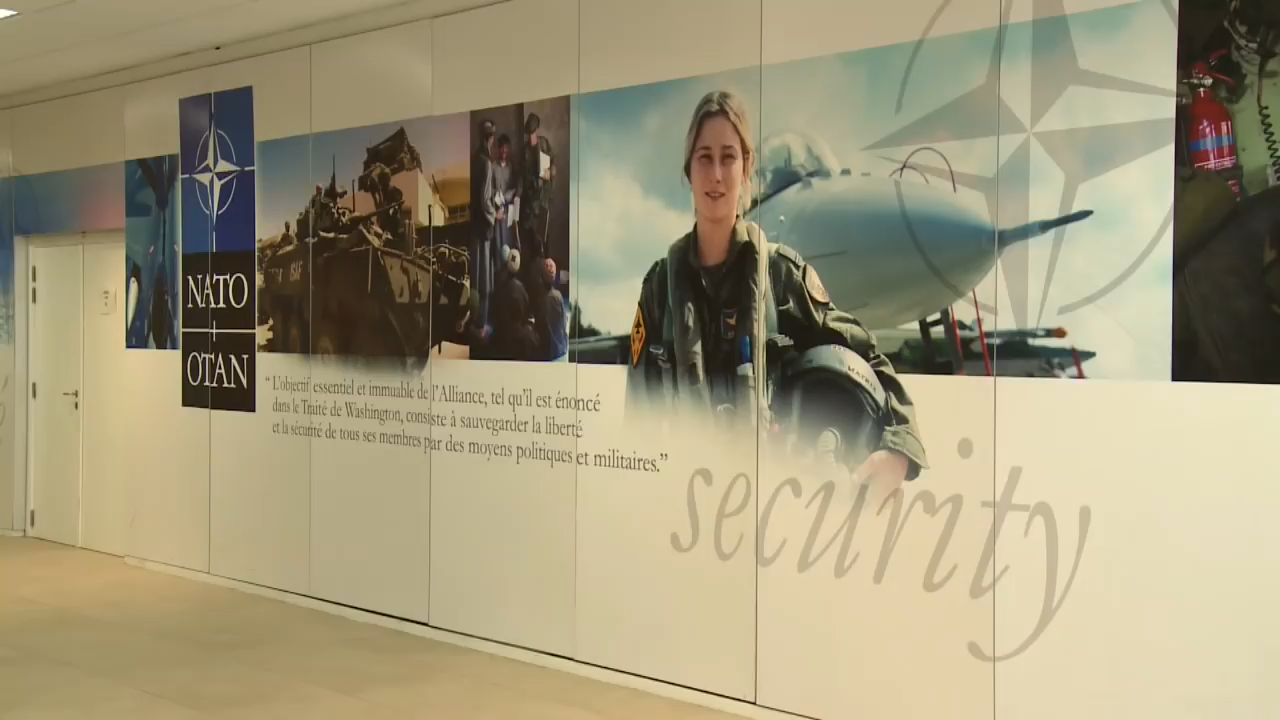 NATO
OTAN
“ L’objectif essentiel et immuable de l’Alliance, tel qu’il est énoncé
dans le Traité de Washington, consiste à sauvegarder la liberté
et la sécurité de tous ses membres par des moyens politiques et militaires.”
security